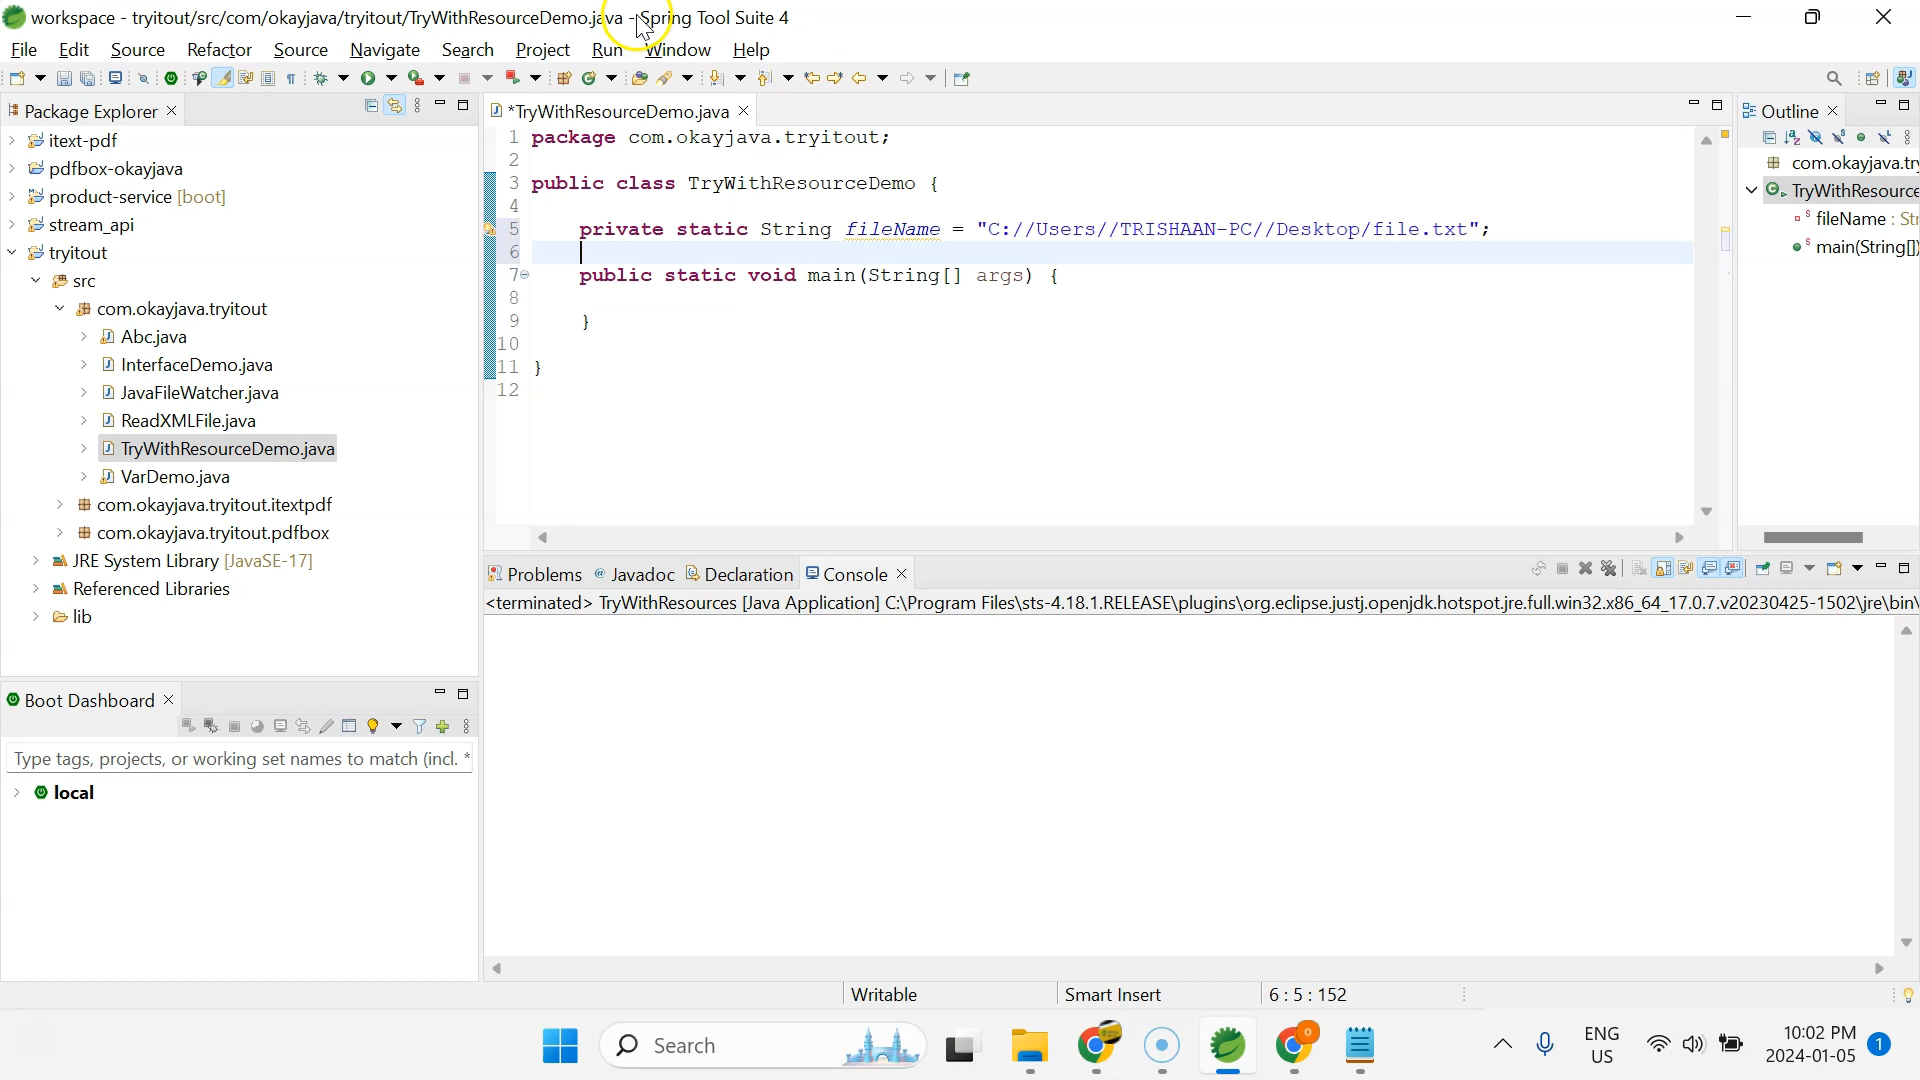 workspace - tryitout/src/com/okayjava/tryitout/TryWithResourceDemo.java - Spring Tool Suite 4
File Edit Source Refactor Source Navigate Search Project Run Window Help
Package Explorer
itext-pdf
pdfbox-okayjava
product-service [boot]
stream_api
tryitout
src
com.okayjava.tryitout
Abc.java
InterfaceDemo.java
JavaFileWatcher.java
ReadXMLFile.java
TryWithResourceDemo.java
VarDemo.java
com.okayjava.tryitout.itextpdf
com.okayjava.tryitout.pdfbox
JRE System Library [JavaSE-17]
Referenced Libraries
lib
Boot Dashboard
Type tags, projects, or working set names to match (incl. *
local
*TryWithResourceDemo.java
1 package com.okayjava.tryitout;
2
3 public class TryWithResourceDemo {
4
5 private static String fileName = "C://Users//TRISHAAN-PC//Desktop/file.txt";
6
7 public static void main(String[] args) {
8
9 }
10
11 }
12
Outline
com.okayjava.try
TryWithResource
fileName : Str
main(String[])
Problems Javadoc Declaration Console
<terminated> TryWithResources [Java Application] C:\Program Files\sts-4.18.1.RELEASE\plugins\org.eclipse.justj.openjdk.hotspot.jre.full.win32.x86_64_17.0.7.v20230425-1502\jre\bin\
Writable Smart Insert 6 : 5 : 152
Search
ENG
US
10:02 PM
2024-01-05
1